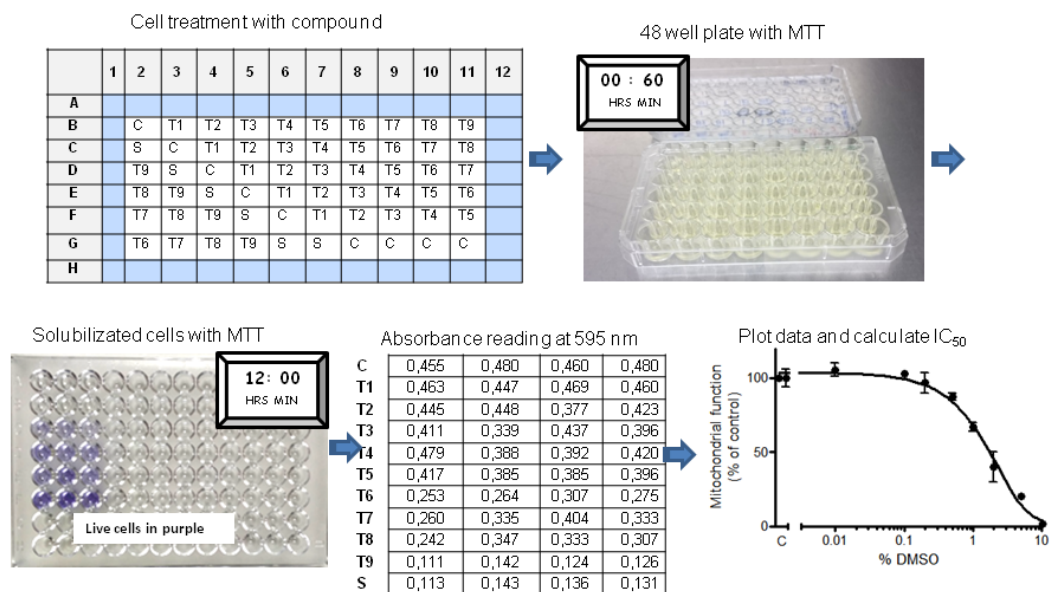 Cell treatment with compound
1 2 3 4 5 6 7 8 9 10 11 12
A
B C T1 T2 T3 T4 T5 T6 T7 T8 T9
C S C T1 T2 T3 T4 T5 T6 T7 T8
D T9 S C T1 T2 T3 T4 T5 T6 T7
E T8 T9 S C T1 T2 T3 T4 T5 T6
F T7 T8 T9 S C T1 T2 T3 T4 T5
G T6 T7 T8 T9 S S C C C C
H
48 well plate with MTT
00 : 60
HRS MIN
Solubilizated cells with MTT
12: 00
HRS MIN
Live cells in purple
Absorbance reading at 595 nm
C 0,455 0,480 0,460 0,480
T1 0,463 0,447 0,469 0,460
T2 0,445 0,448 0,377 0,423
T3 0,411 0,339 0,437 0,396
T4 0,479 0,388 0,392 0,420
T5 0,417 0,385 0,385 0,396
T6 0,253 0,264 0,307 0,275
T7 0,260 0,335 0,404 0,333
T8 0,242 0,347 0,333 0,307
T9 0,111 0,142 0,124 0,126
S 0,113 0,143 0,136 0,131
Plot data and calculate IC50
Mitochondrial function
(% of control)
100
50
0
C 0.01 0.1 1 10
% DMSO